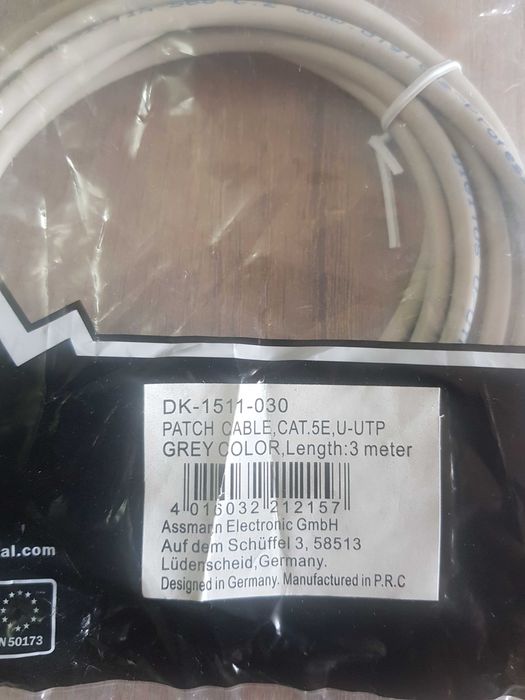 DK-1511-030
PATCH CABLE,CAT.5E,U-UTP
GREY COLOR,Length:3 meter
4 016032 212157
Assmann Electronic GmbH
Auf dem Schüffel 3, 58513
Lüdenscheid,Germany.
Designed in Germany. Manufactured in P.R.C
al.com
N 50173